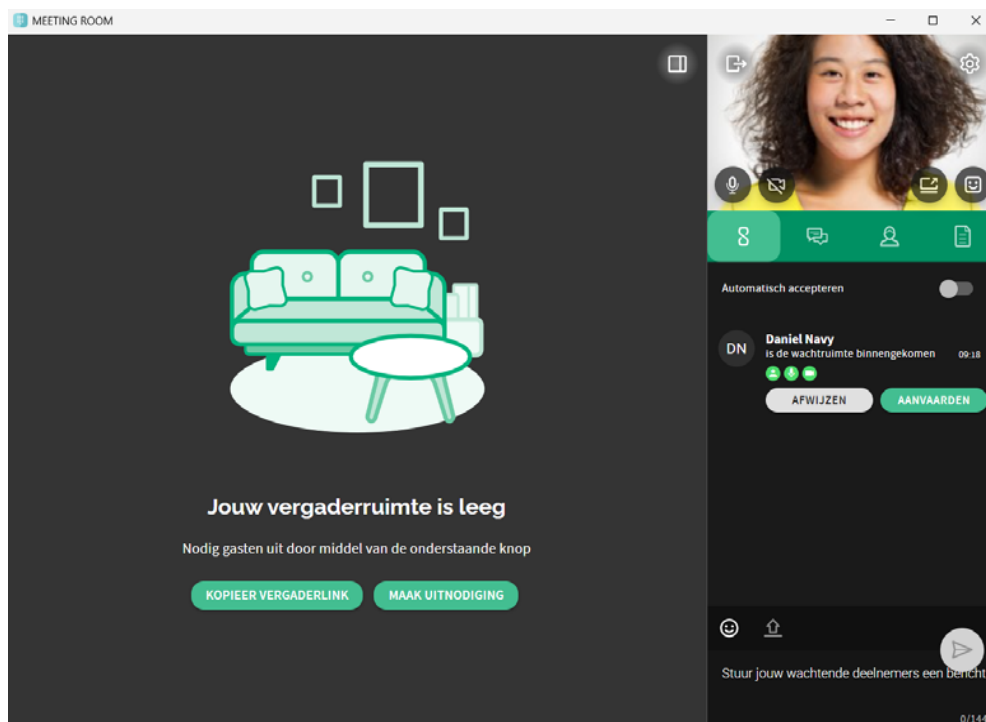 MEETING ROOM
Jouw vergaderruimte is leeg
Nodig gasten uit door middel van de onderstaande knop
KOPIEER VERGADERLINK
MAAK UITNODIGING
Automatisch accepteren
DN
Daniel Navy
is de wachtruimte binnengekomen 09:18
AFWIJZEN
AANVAARDEN
Stuur jouw wachtende deelnemers een bericht
0/144